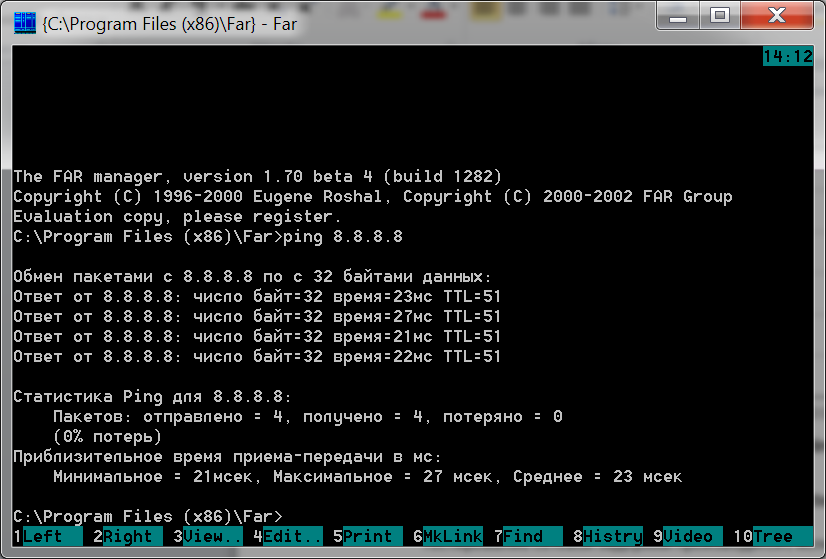 {C:\Program Files (x86)\Far} - Far
14:12
The FAR manager, version 1.70 beta 4 (build 1282)
Copyright (C) 1996-2000 Eugene Roshal, Copyright (C) 2000-2002 FAR Group
Evaluation copy, please register.
C:\Program Files (x86)\Far>ping 8.8.8.8
Обмен пакетами с 8.8.8.8 по с 32 байтами данных:
Ответ от 8.8.8.8: число байт=32 время=23мс TTL=51
Ответ от 8.8.8.8: число байт=32 время=27мс TTL=51
Ответ от 8.8.8.8: число байт=32 время=21мс TTL=51
Ответ от 8.8.8.8: число байт=32 время=22мс TTL=51
Статистика Ping для 8.8.8.8:
Пакетов: отправлено = 4, получено = 4, потеряно = 0
(0% потерь)
Приблизительное время приема-передачи в мс:
Минимальное = 21мсек, Максимальное = 27 мсек, Среднее = 23 мсек
C:\Program Files (x86)\Far>
1Left 2Right 3View.. 4Edit.. 5Print 6MkLink 7Find 8Histry 9Video 10Tree